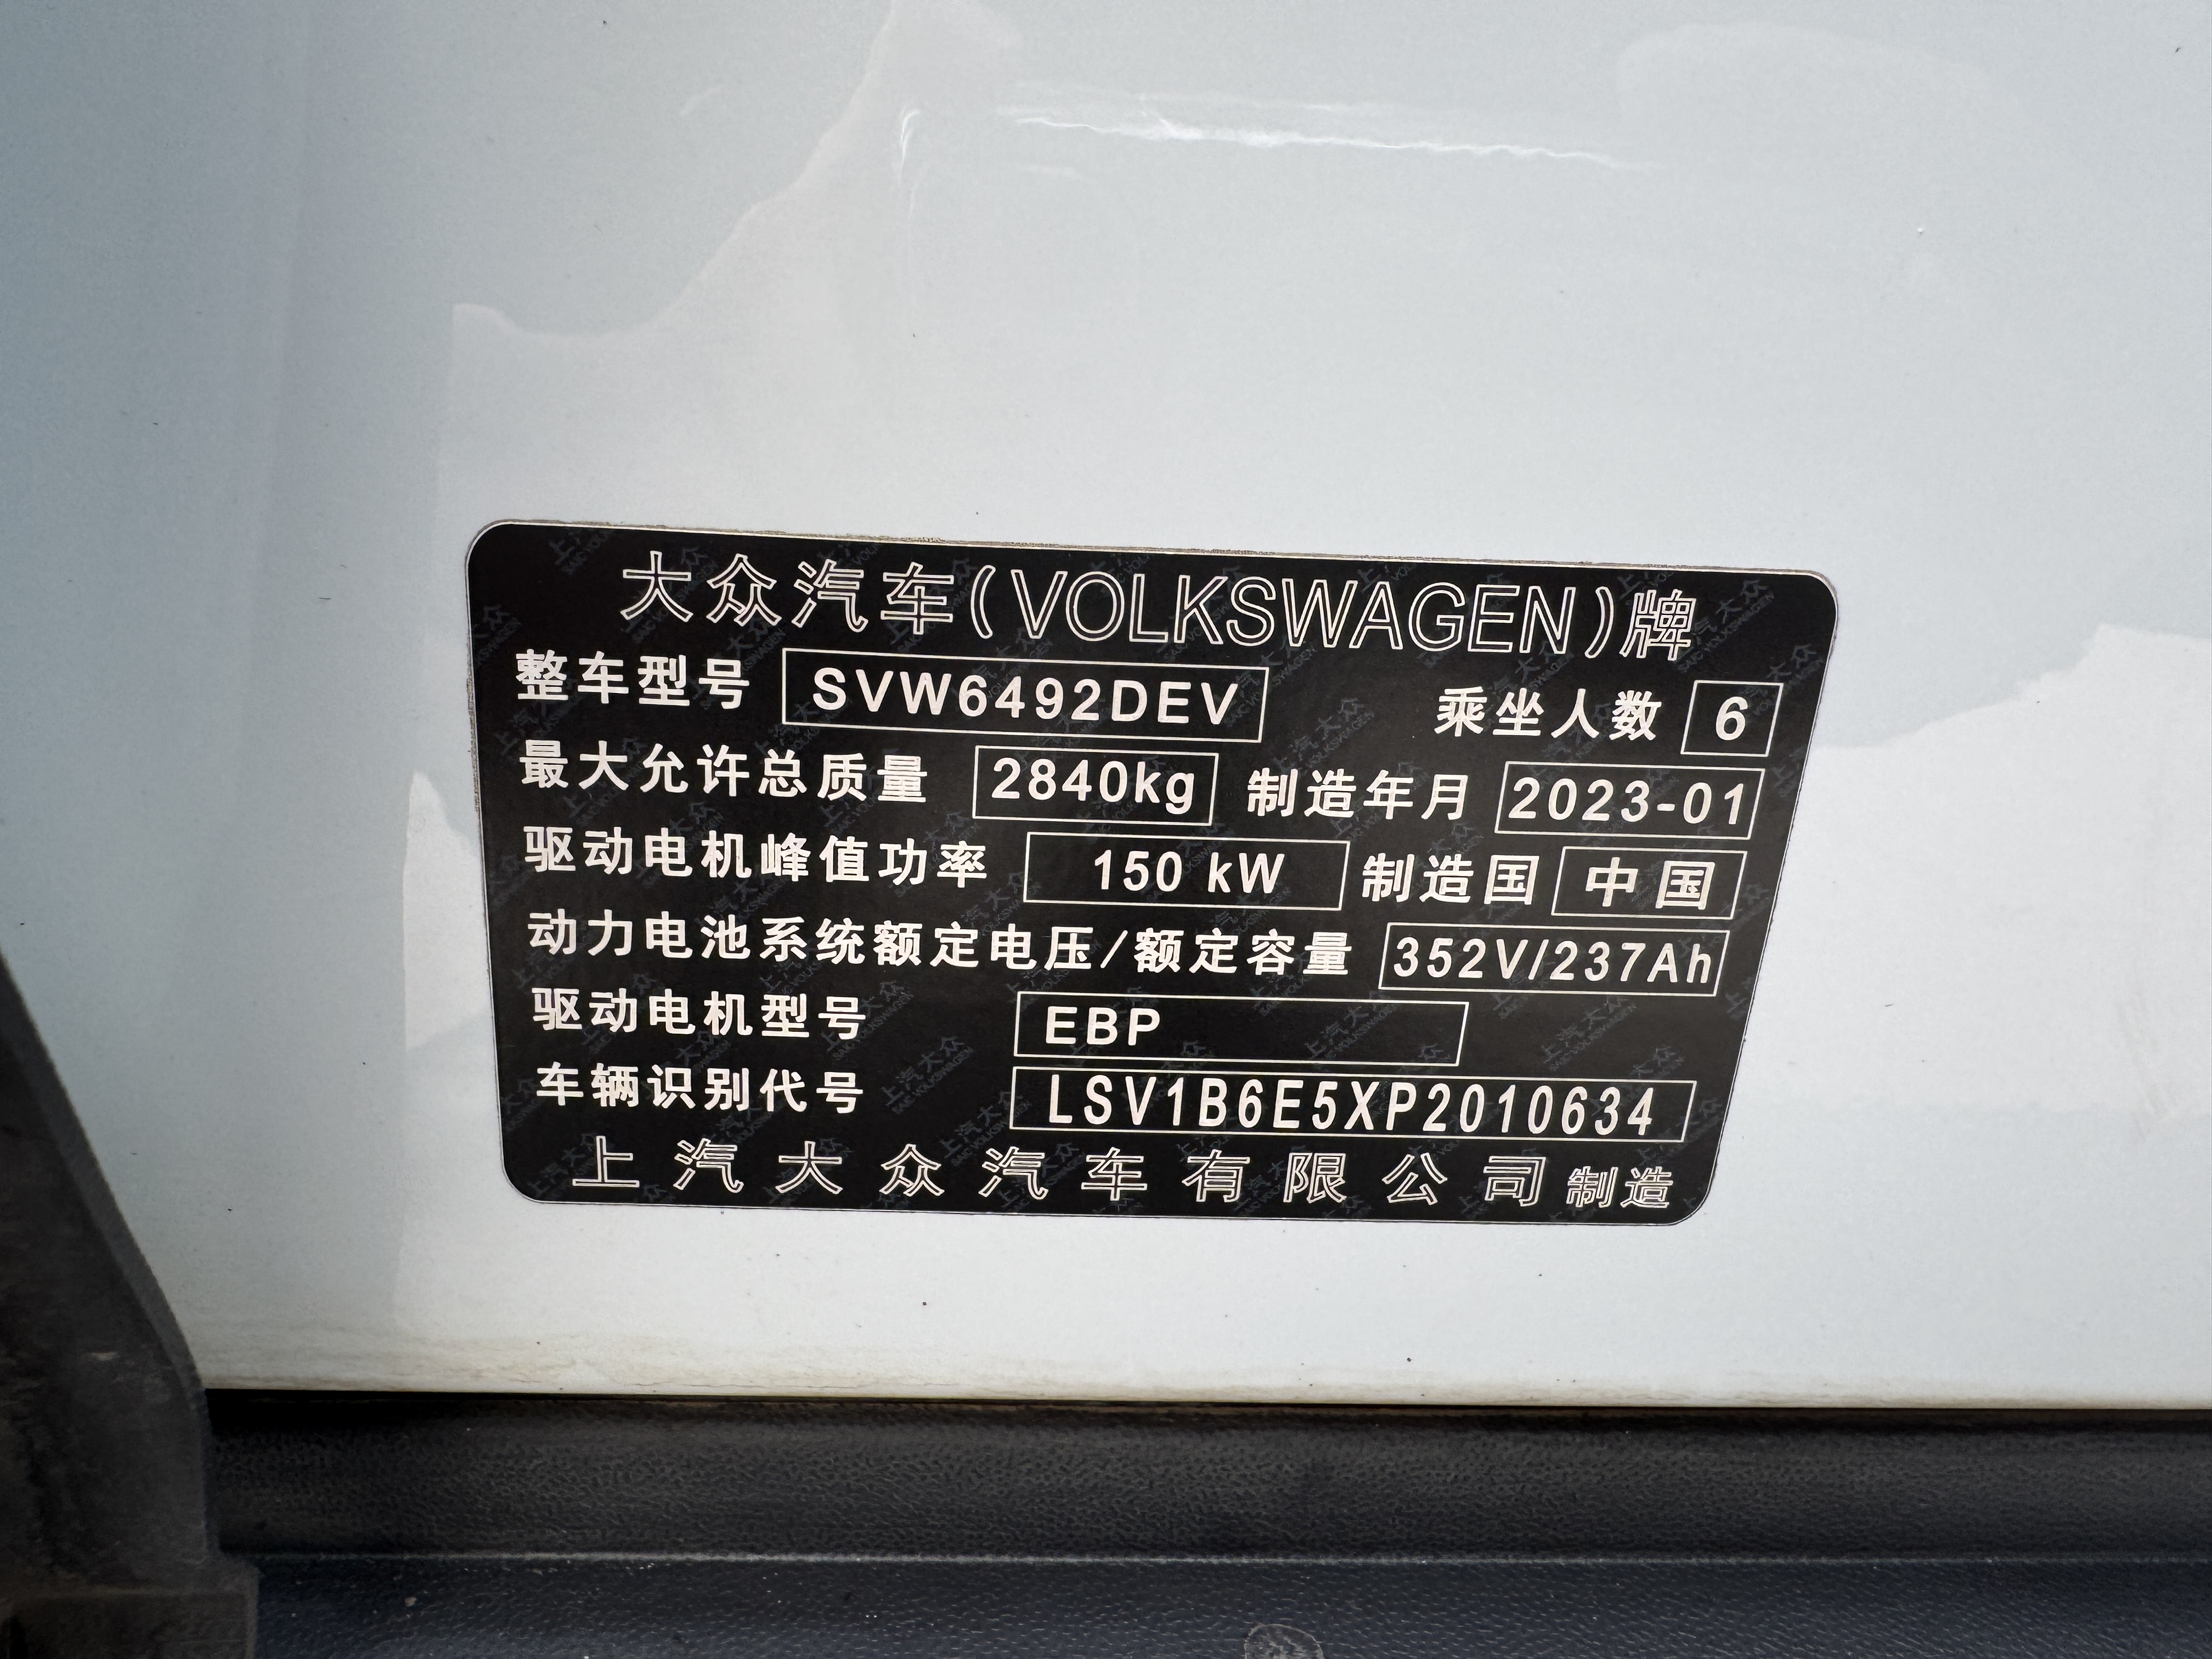 大众汽车(VOLKSWAGEN)牌
整车型号 SVW6492DEV 乘坐人数 6
最大允许总质量 2840kg 制造年月 2023-01
驱动电机峰值功率 150 kW 制造国 中国
动力电池系统额定电压/额定容量 352V/237Ah
驱动电机型号 EBP
车辆识别代号 LSV1B6E5XP2010634
上汽大众汽车有限公司制造